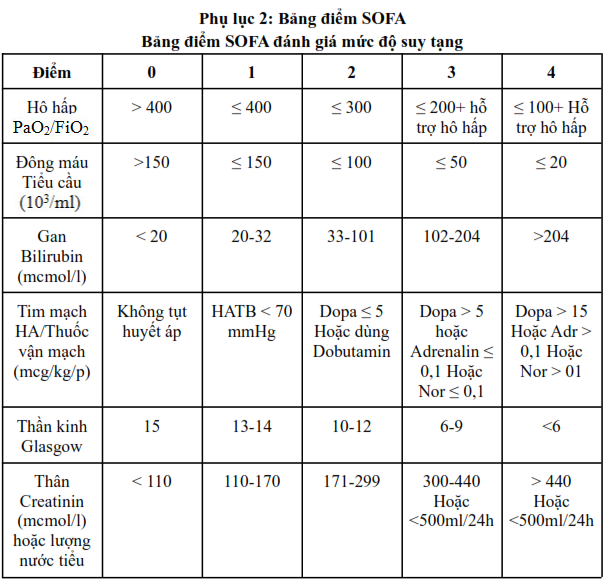 Phụ lục 2: Bảng điểm SOFA
Bảng điểm SOFA đánh giá mức độ suy tạng
Điểm 0 1 2 3 4
Hô hấp PaO2/FiO2 > 400 ≤ 400 ≤ 300 ≤ 200+ hỗ trợ hô hấp ≤ 100+ Hỗ trợ hô hấp
Đông máu Tiểu cầu (10³/ml) >150 ≤ 150 ≤ 100 ≤ 50 ≤ 20
Gan Bilirubin (mcmol/l) < 20 20-32 33-101 102-204 >204
Tim mạch HA/Thuốc vận mạch (mcg/kg/p) Không tụt huyết áp HATB < 70 mmHg Dopa ≤ 5 Hoặc dùng Dobutamin Dopa > 5 hoặc Adrenalin ≤ 0,1 Hoặc Nor ≤ 0,1 Dopa > 15 Hoặc Adr > 0,1 Hoặc Nor > 01
Thần kinh Glasgow 15 13-14 10-12 6-9 <6
Thân Creatinin (mcmol/l) hoặc lượng nước tiểu < 110 110-170 171-299 300-440 Hoặc <500ml/24h > 440 Hoặc <500ml/24h